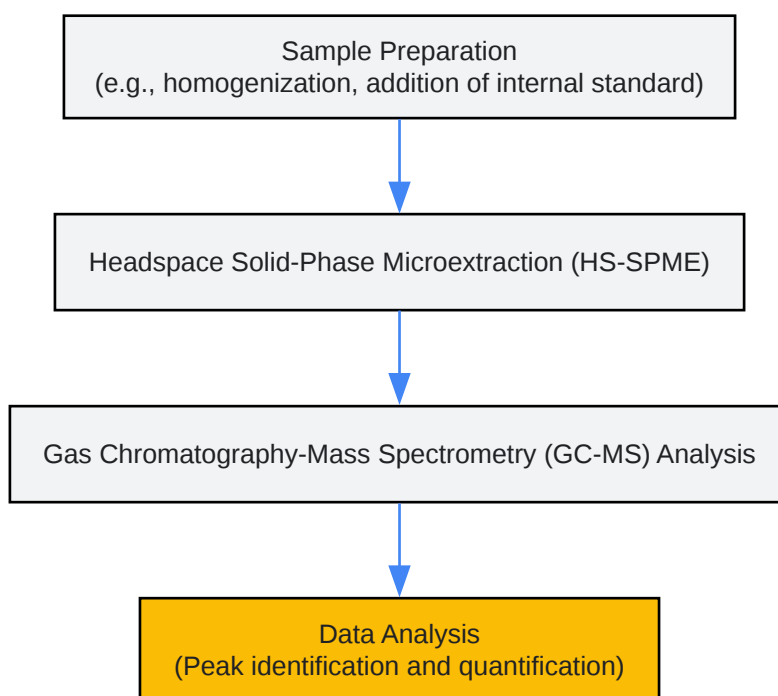 Sample Preparation
(e.g., homogenization, addition of internal standard)
Headspace Solid-Phase Microextraction (HS-SPME)
Gas Chromatography-Mass Spectrometry (GC-MS) Analysis
Data Analysis
(Peak identification and quantification)